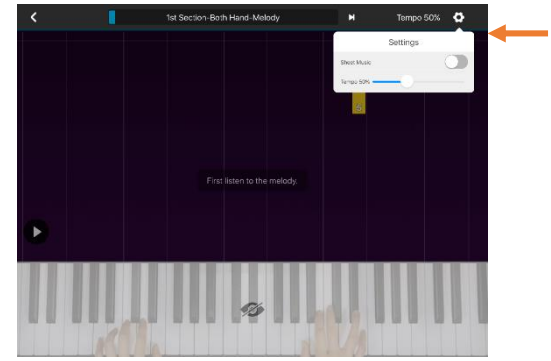 1st Section-Both Hand-Melody
Tempo 50%
Settings
Sheet Music
Tempo 50%
First listen to the melody.